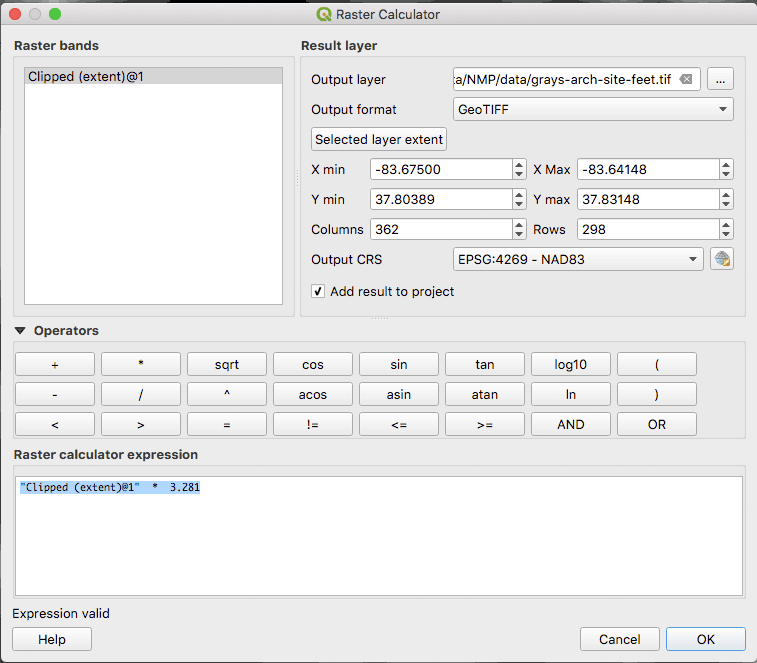 Raster Calculator
Raster bands
Clipped (extent)@1
Result layer
Output layer :a/NMP/data/grays-arch-site-feet.tif ...
Output format GeoTIFF
Selected layer extent
X min -83.67500 X Max -83.64148
Y min 37.80389 Y max 37.83148
Columns 362 Rows 298
Output CRS EPSG:4269 - NAD83
Add result to project
Operators
+ * sqrt cos sin tan log10 (
- / ^ acos asin atan ln )
< > = != <= >= AND OR
Raster calculator expression
"Clipped (extent)@1" * 3.281
Expression valid
Help Cancel OK